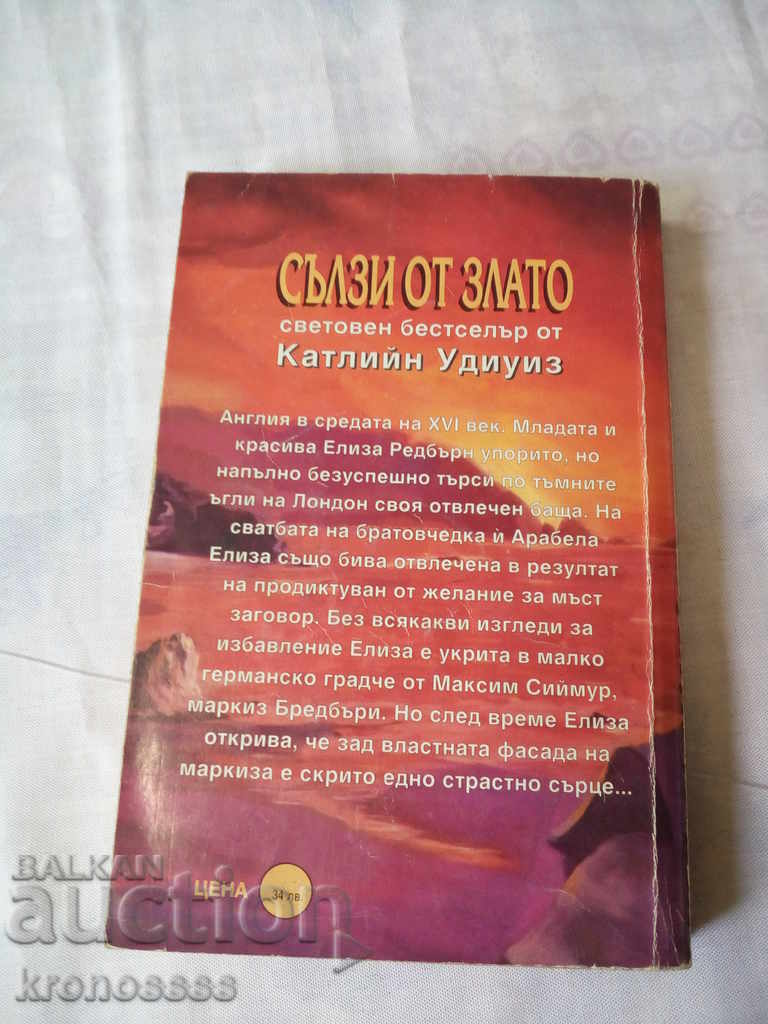 СЪЛЗИ ОТ ЗЛАТО
световен бестселър от
Катлийн Удиуиз
Англия в средата на XVI век. Младата и
красива Елиза Редбърн упорито, но
напълно безуспешно търси по тъмните
ъгли на Лондон своя отвлечен баща. На
сватбата на братовчедка ѝ Арабела
Елиза също бива отвлечена в резултат
на продиктуван от желание за мъст
заговор. Без всякакви изгледи за
избавление Елиза е укрита в малко
германско градче от Максим Сиймур,
маркиз Бредбъри. Но след време Елиза
открива, че зад властната фасада на
маркиза е скрито едно страстно сърце...
ЦЕНА 34 лв.
BALKAN
auction
kronossss